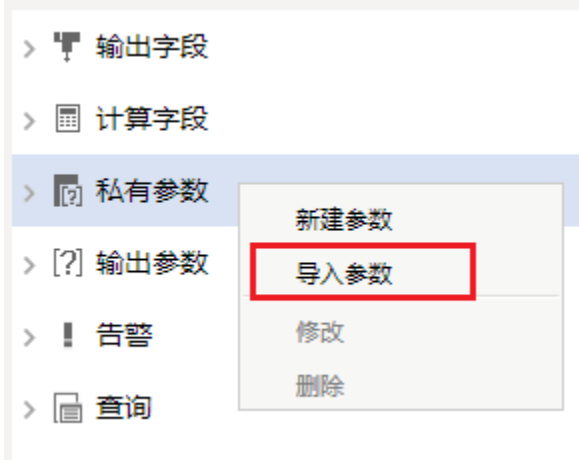 输出字段
计算字段
私有参数
新建参数
[?] 输出参数
导入参数
告警
修改
删除
查询